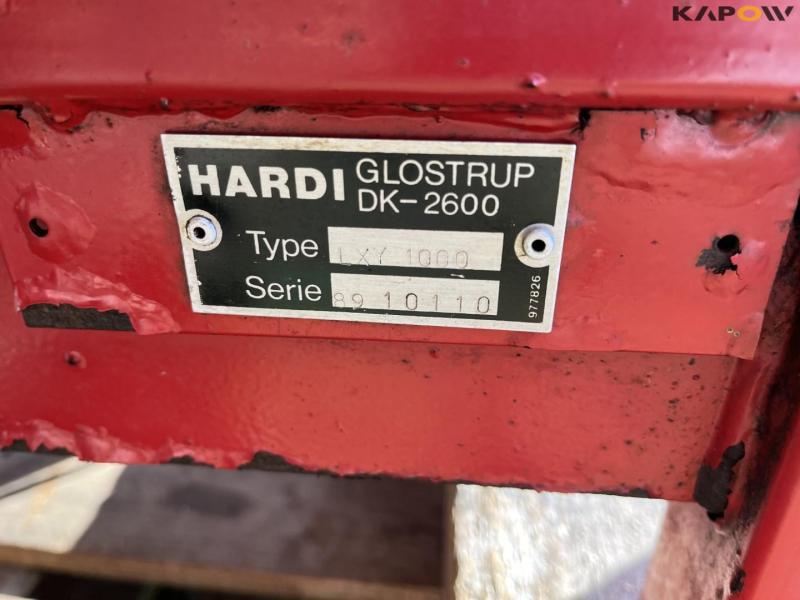 KAPOW
HARDI GLOSTRUP
DK-2600
Type LXY 1000
Serie 89 10110
977826